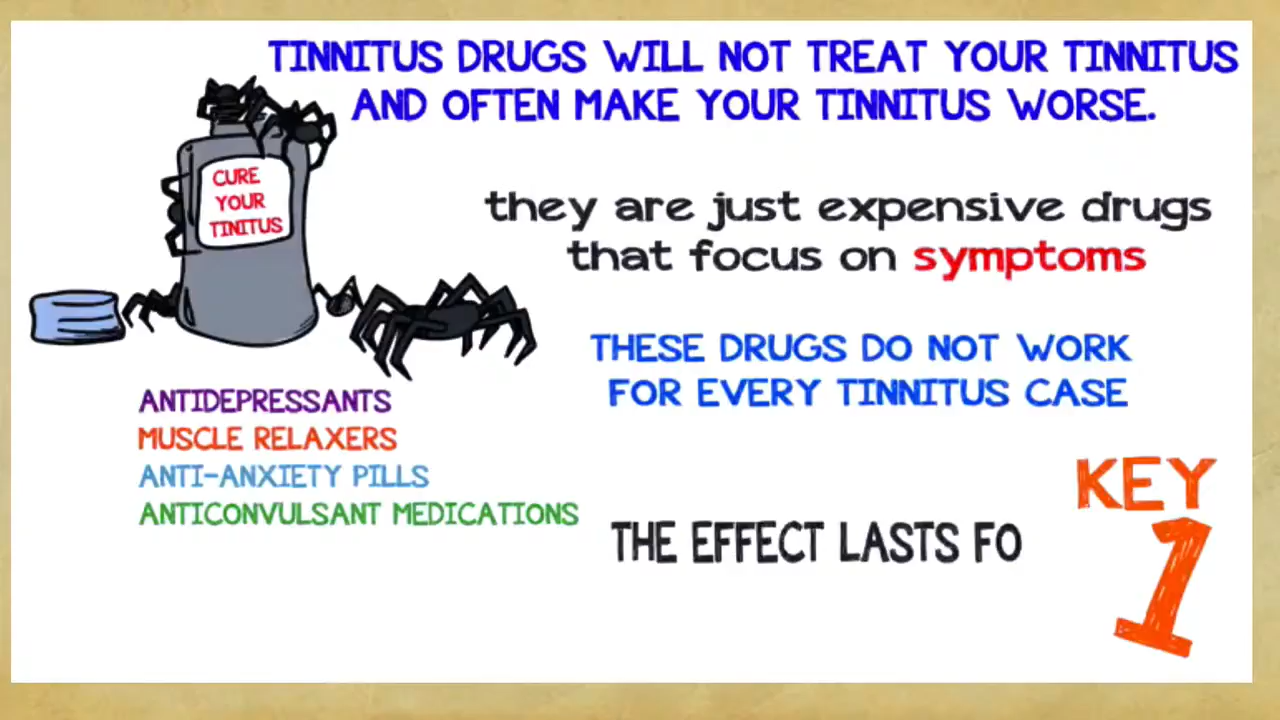 TINNITUS DRUGS WILL NOT TREAT YOUR TINNITUS
AND OFTEN MAKE YOUR TINNITUS WORSE.
CURE
YOUR
TINITUS
they are just expensive drugs
that focus on symptoms
THESE DRUGS DO NOT WORK
FOR EVERY TINNITUS CASE
ANTIDEPRESSANTS
MUSCLE RELAXERS
ANTI-ANXIETY PILLS
ANTICONVULSANT MEDICATIONS
THE EFFECT LASTS FO
KEY
1